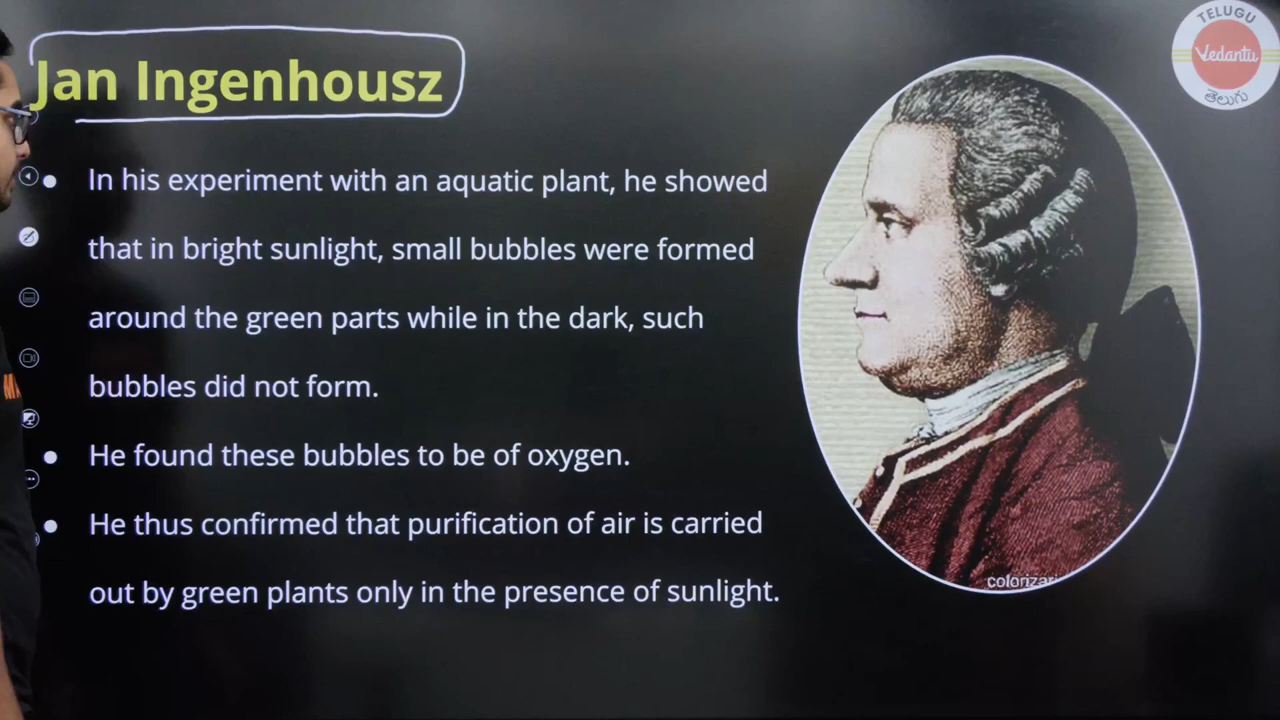 Jan Ingenhousz
TELUGU
Vedantu
తెలుగు
● In his experiment with an aquatic plant, he showed
that in bright sunlight, small bubbles were formed
around the green parts while in the dark, such
bubbles did not form.
● He found these bubbles to be of oxygen.
● He thus confirmed that purification of air is carried
out by green plants only in the presence of sunlight.